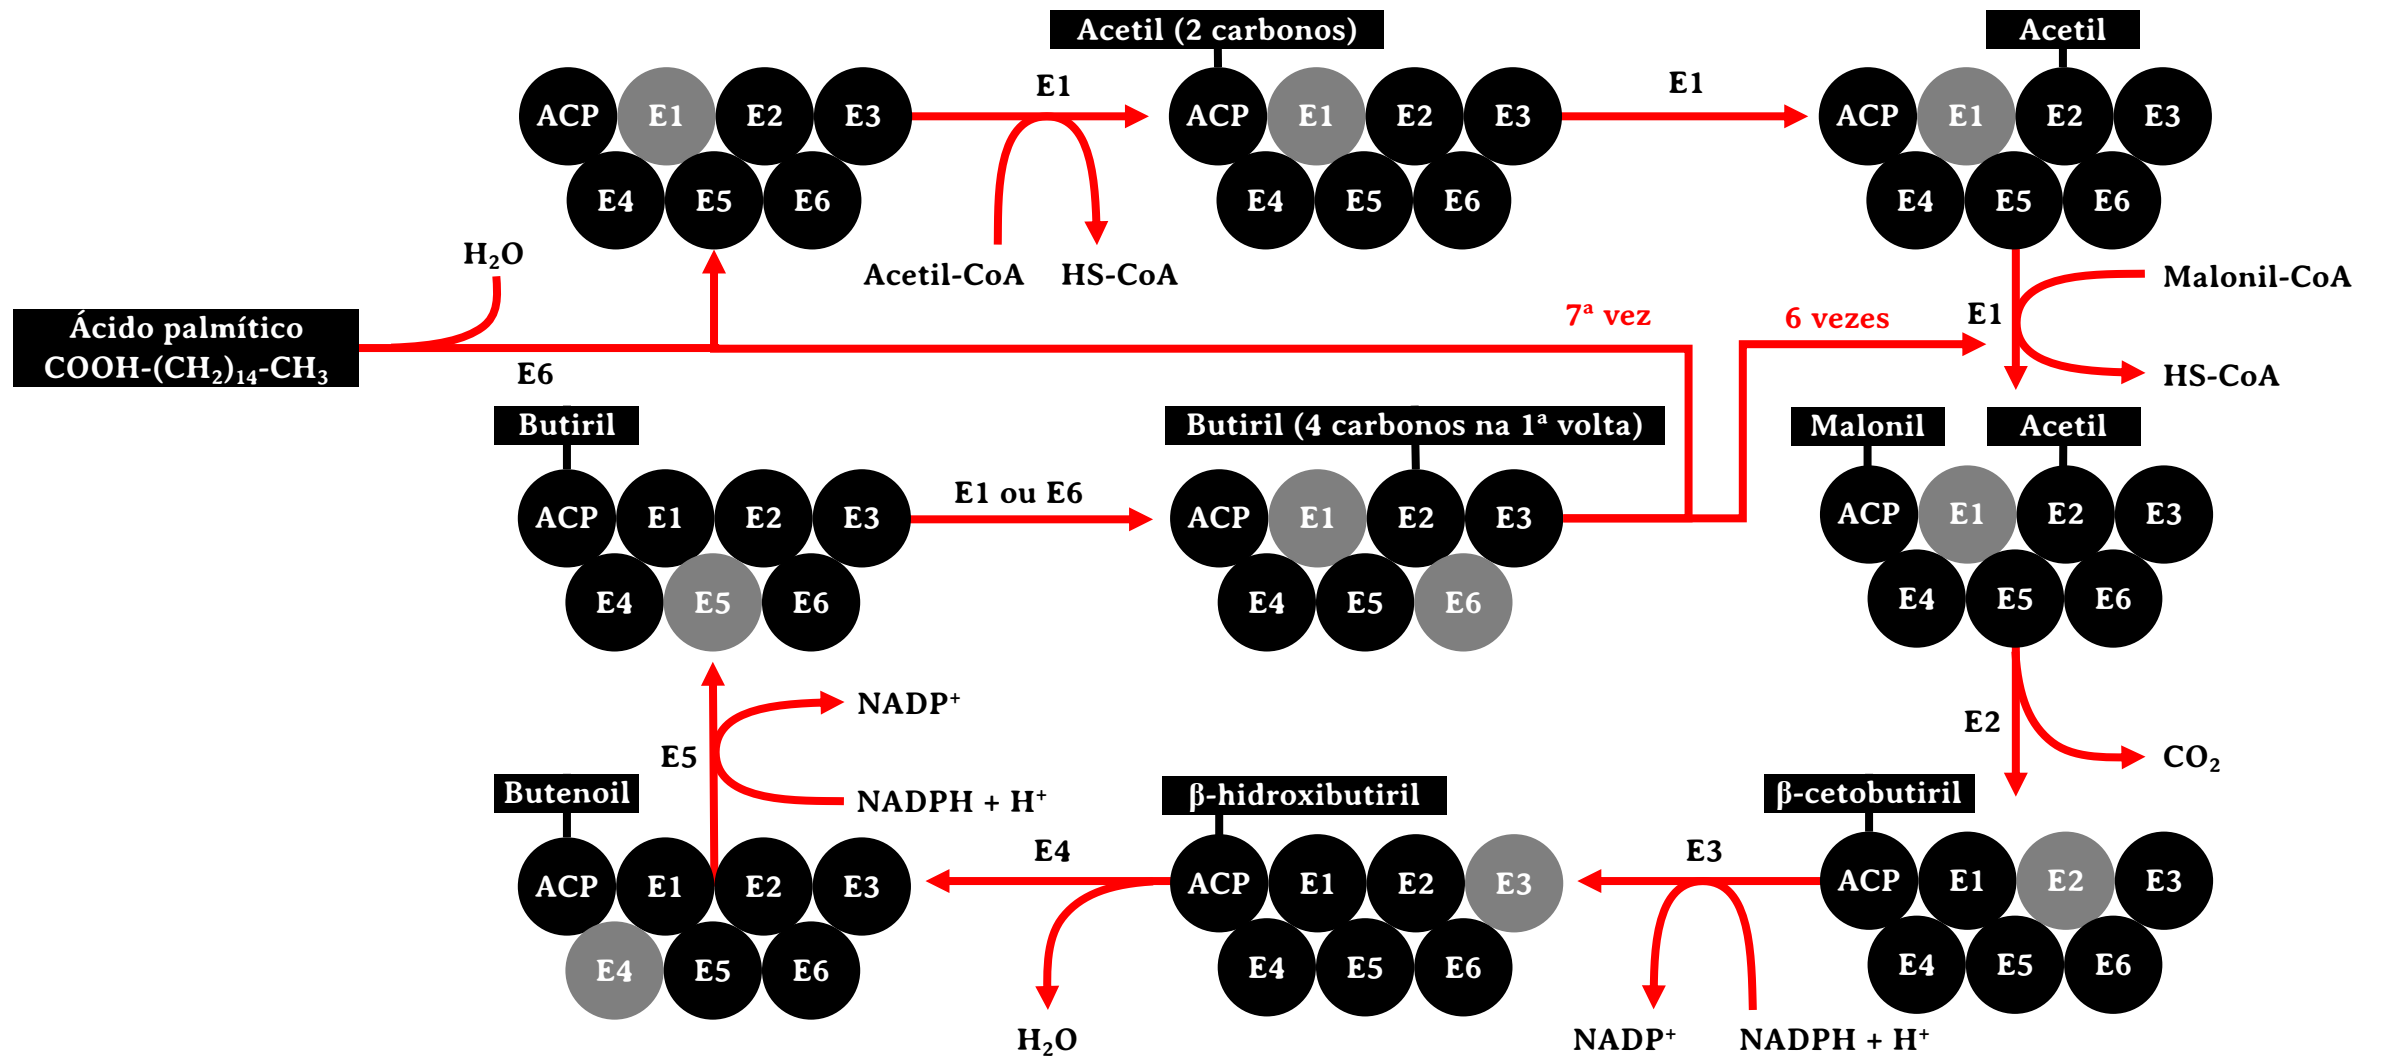 Acetil (2 carbonos)
Acetil
ACP E1 E2 E3
E4 E5 E6
E1
Acetil-CoA HS-CoA
ACP E1 E2 E3
E4 E5 E6
E1
ACP E1 E2 E3
E4 E5 E6
H₂O
Ácido palmítico
COOH-(CH₂)₁₄-CH₃
E6
7ª vez
6 vezes
E1
Malonil-CoA
HS-CoA
Butiril
ACP E1 E2 E3
E4 E5 E6
E1 ou E6
Butiril (4 carbonos na 1ª volta)
ACP E1 E2 E3
E4 E5 E6
Malonil
Acetil
ACP E1 E2 E3
E4 E5 E6
NADP⁺
E5
NADPH + H⁺
E2
CO₂
Butenoil
ACP E1 E2 E3
E4 E5 E6
E4
H₂O
β-hidroxibutiril
ACP E1 E2 E3
E4 E5 E6
E3
NADP⁺ NADPH + H⁺
β-cetobutiril
ACP E1 E2 E3
E4 E5 E6